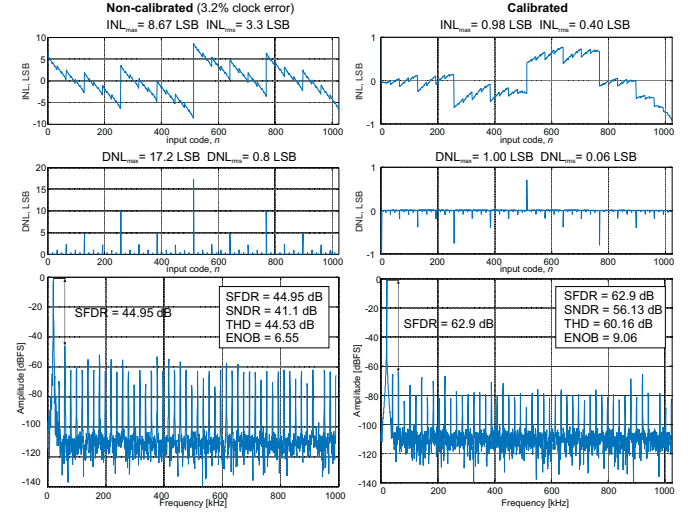 Non-calibrated (3.2% clock error)
INLmax= 8.67 LSB INLrms= 3.3 LSB
10
5
0
-5
-10
INL, LSB
0 200 400 600 800 1000
input code, n
DNLmax= 17.2 LSB DNLrms= 0.8 LSB
20
15
10
5
0
DNL, LSB
0 200 400 600 800 1000
input code, n
0
-20
-40
-60
-80
-100
-120
-140
Amplitude [dBFS]
SFDR = 44.95 dB
SFDR = 44.95 dB
SNDR = 41.1 dB
THD = 44.53 dB
ENOB = 6.55
0 200 400 600 800 1000
Frequency [kHz]
Calibrated
INLmax= 0.98 LSB INLrms= 0.40 LSB
1
0
-1
INL, LSB
0 200 400 600 800 1000
input code, n
DNLmax= 1.00 LSB DNLrms= 0.06 LSB
1
0
-1
DNL, LSB
0 200 400 600 800 1000
input code, n
0
-20
-40
-60
-80
-100
-120
-140
Amplitude [dBFS]
SFDR = 62.9 dB
SFDR = 62.9 dB
SNDR = 56.13 dB
THD = 60.16 dB
ENOB = 9.06
0 200 400 600 800 1000
Frequency [kHz]